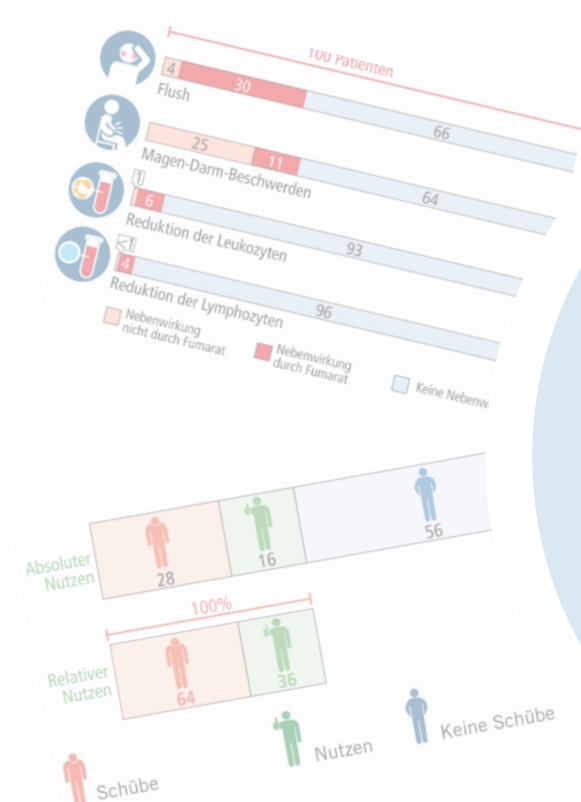 100 Patienten
4 30 66
Flush
25 11 64
Magen-Darm-Beschwerden
1
6 93
Reduktion der Leukozyten
<1
4 96
Reduktion der Lymphozyten
Nebenwirkung
nicht durch Fumarat
Nebenwirkung
durch Fumarat
Keine Nebenw
Absoluter
Nutzen
28 16 56
100%
Relativer
Nutzen
64 36
Schübe
Nutzen
Keine Schübe